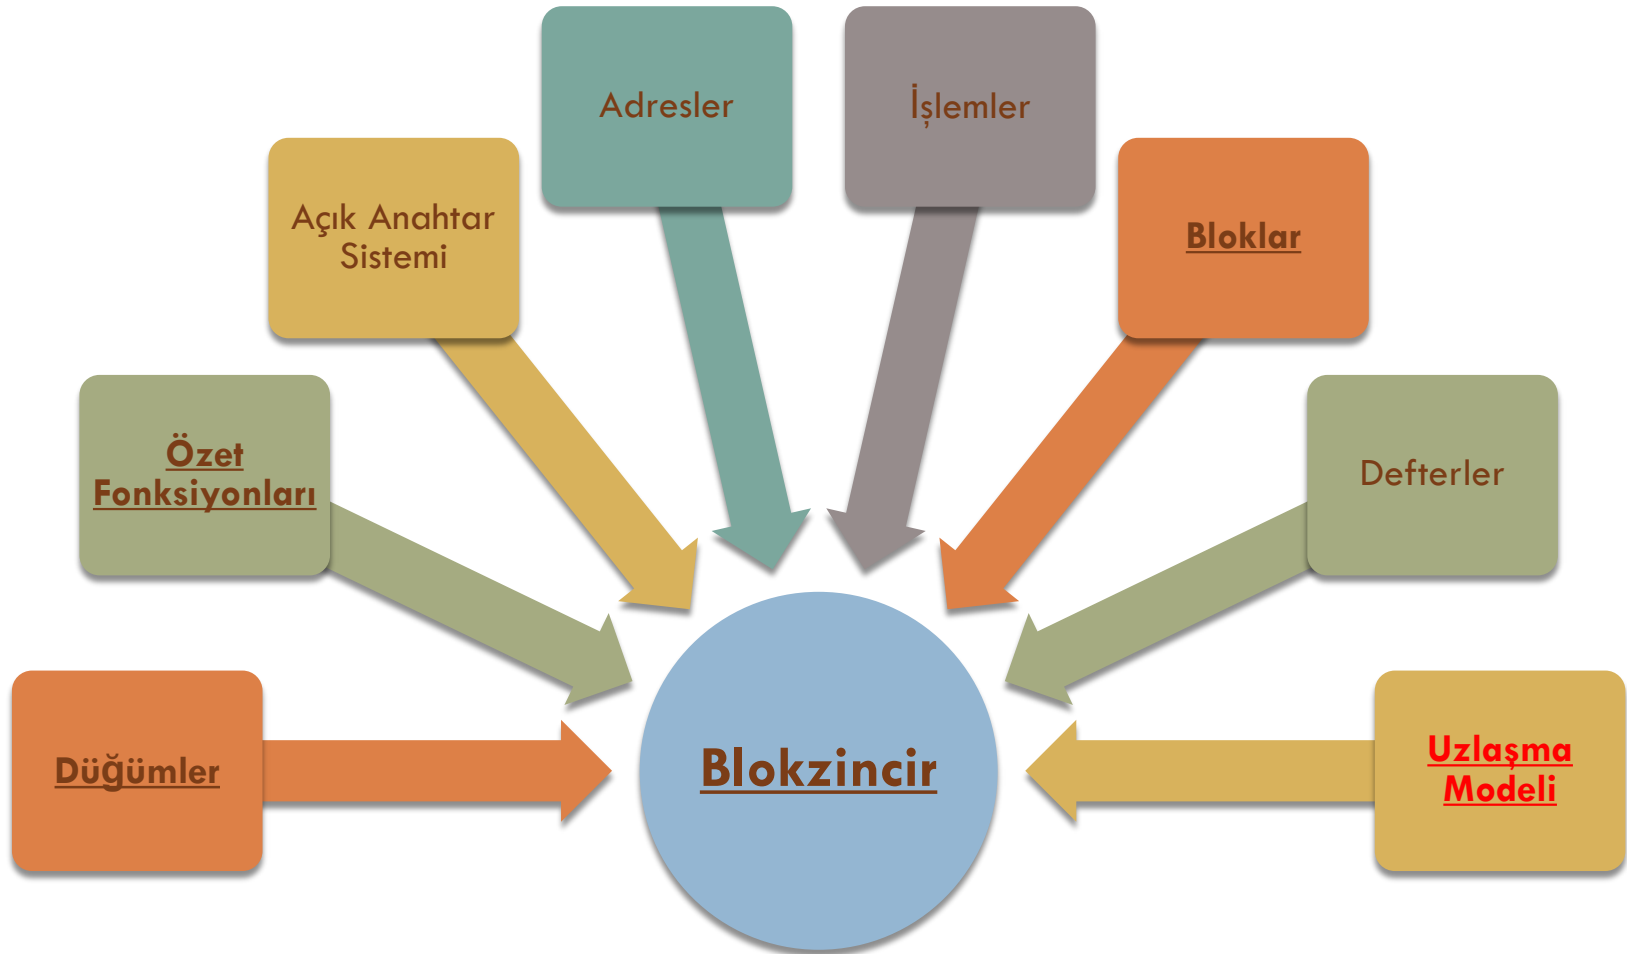 Adresler
İşlemler
Açık Anahtar
Sistemi
Bloklar
Özet
Fonksiyonları
Defterler
Düğümler
Blokzincir
Uzlaşma
Modeli